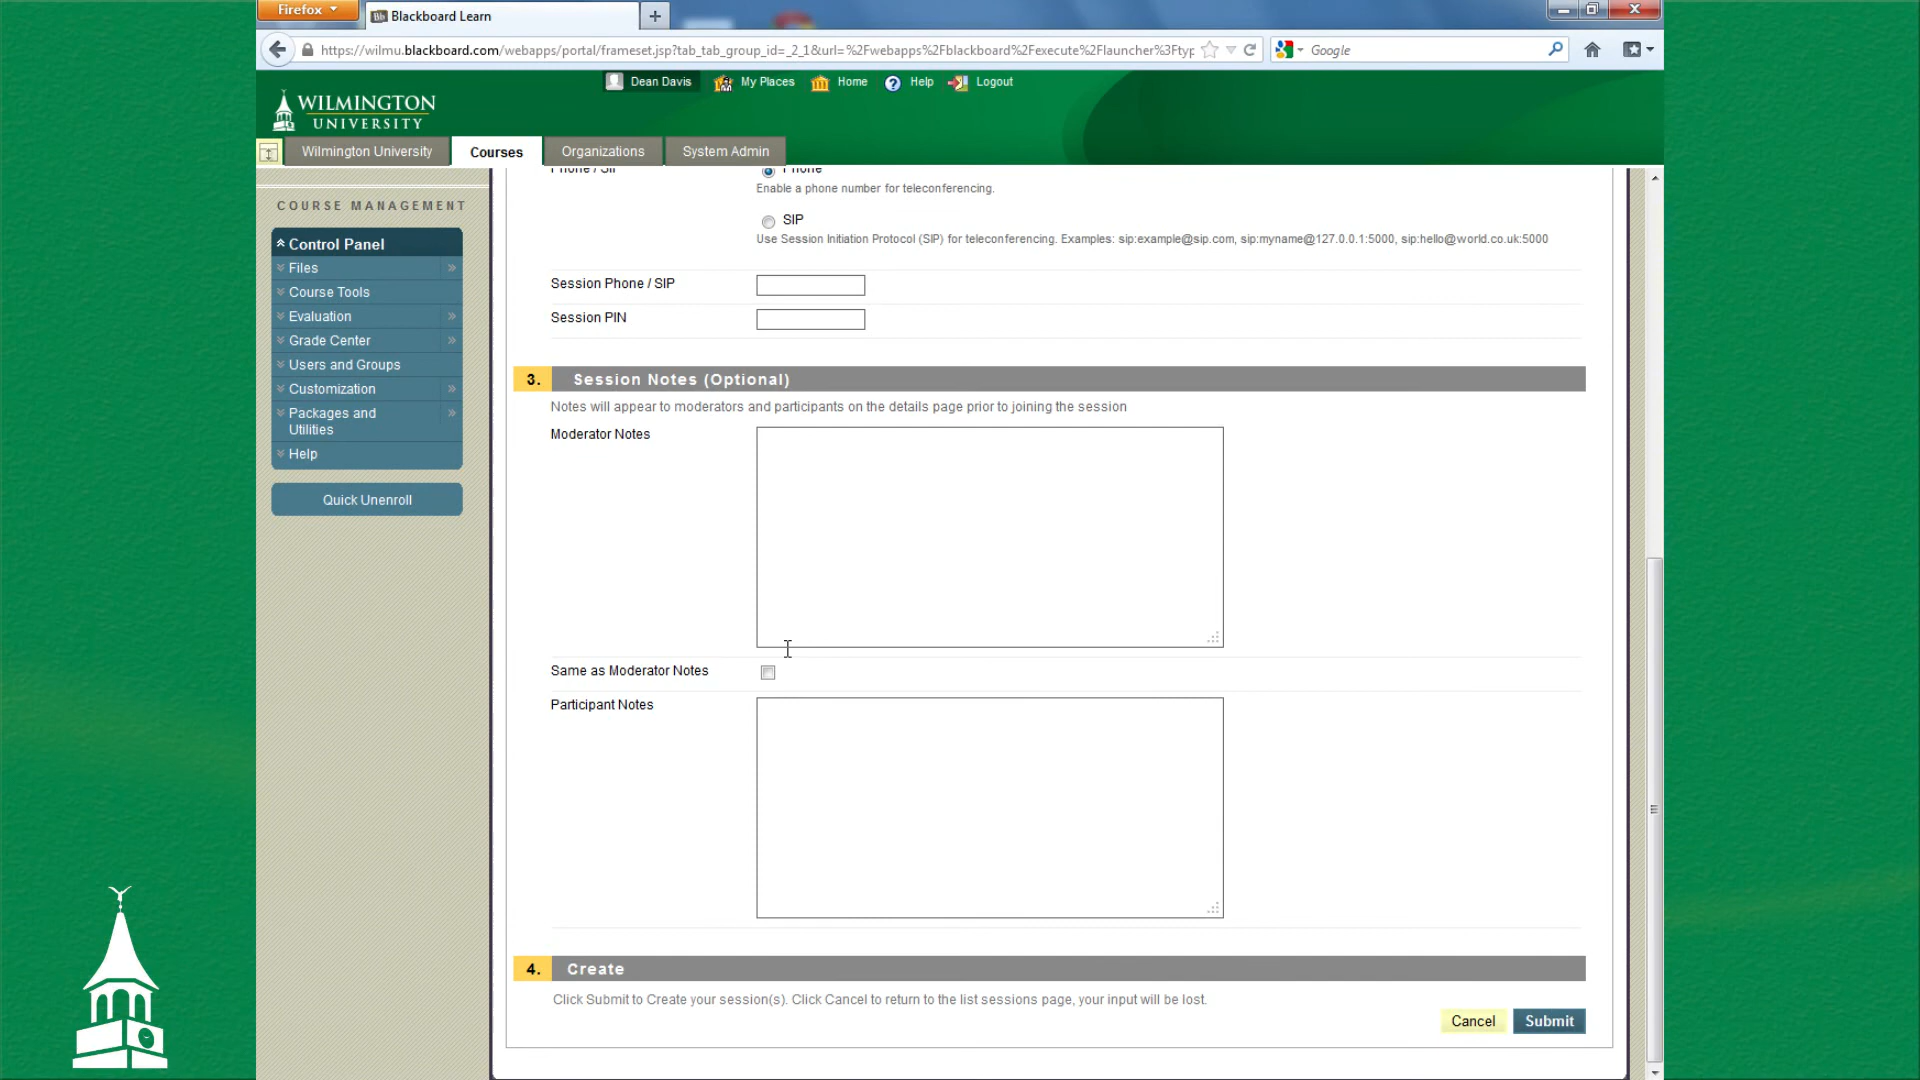 Firefox
Blackboard Learn
https://wilmu.blackboard.com/webapps/portal/frameset.jsp?tab_tab_group_id=_2_1&url=%2Fwebapps%2Fblackboard%2Fexecute%2Flauncher%3Ftyp
Google
Dean Davis
My Places
Home
Help
Logout
WILMINGTON
UNIVERSITY
Wilmington University
Courses
Organizations
System Admin
COURSE MANAGEMENT
Control Panel
Files
Course Tools
Evaluation
Grade Center
Users and Groups
Customization
Packages and
Utilities
Help
Quick Unenroll
Phone / SIP
Phone
Enable a phone number for teleconferencing.
SIP
Use Session Initiation Protocol (SIP) for teleconferencing. Examples: sip:example@sip.com, sip:myname@127.0.0.1:5000, sip:hello@world.co.uk:5000
Session Phone / SIP
Session PIN
3. Session Notes (Optional)
Notes will appear to moderators and participants on the details page prior to joining the session
Moderator Notes
Same as Moderator Notes
Participant Notes
4. Create
Click Submit to Create your session(s). Click Cancel to return to the list sessions page, your input will be lost.
Cancel
Submit